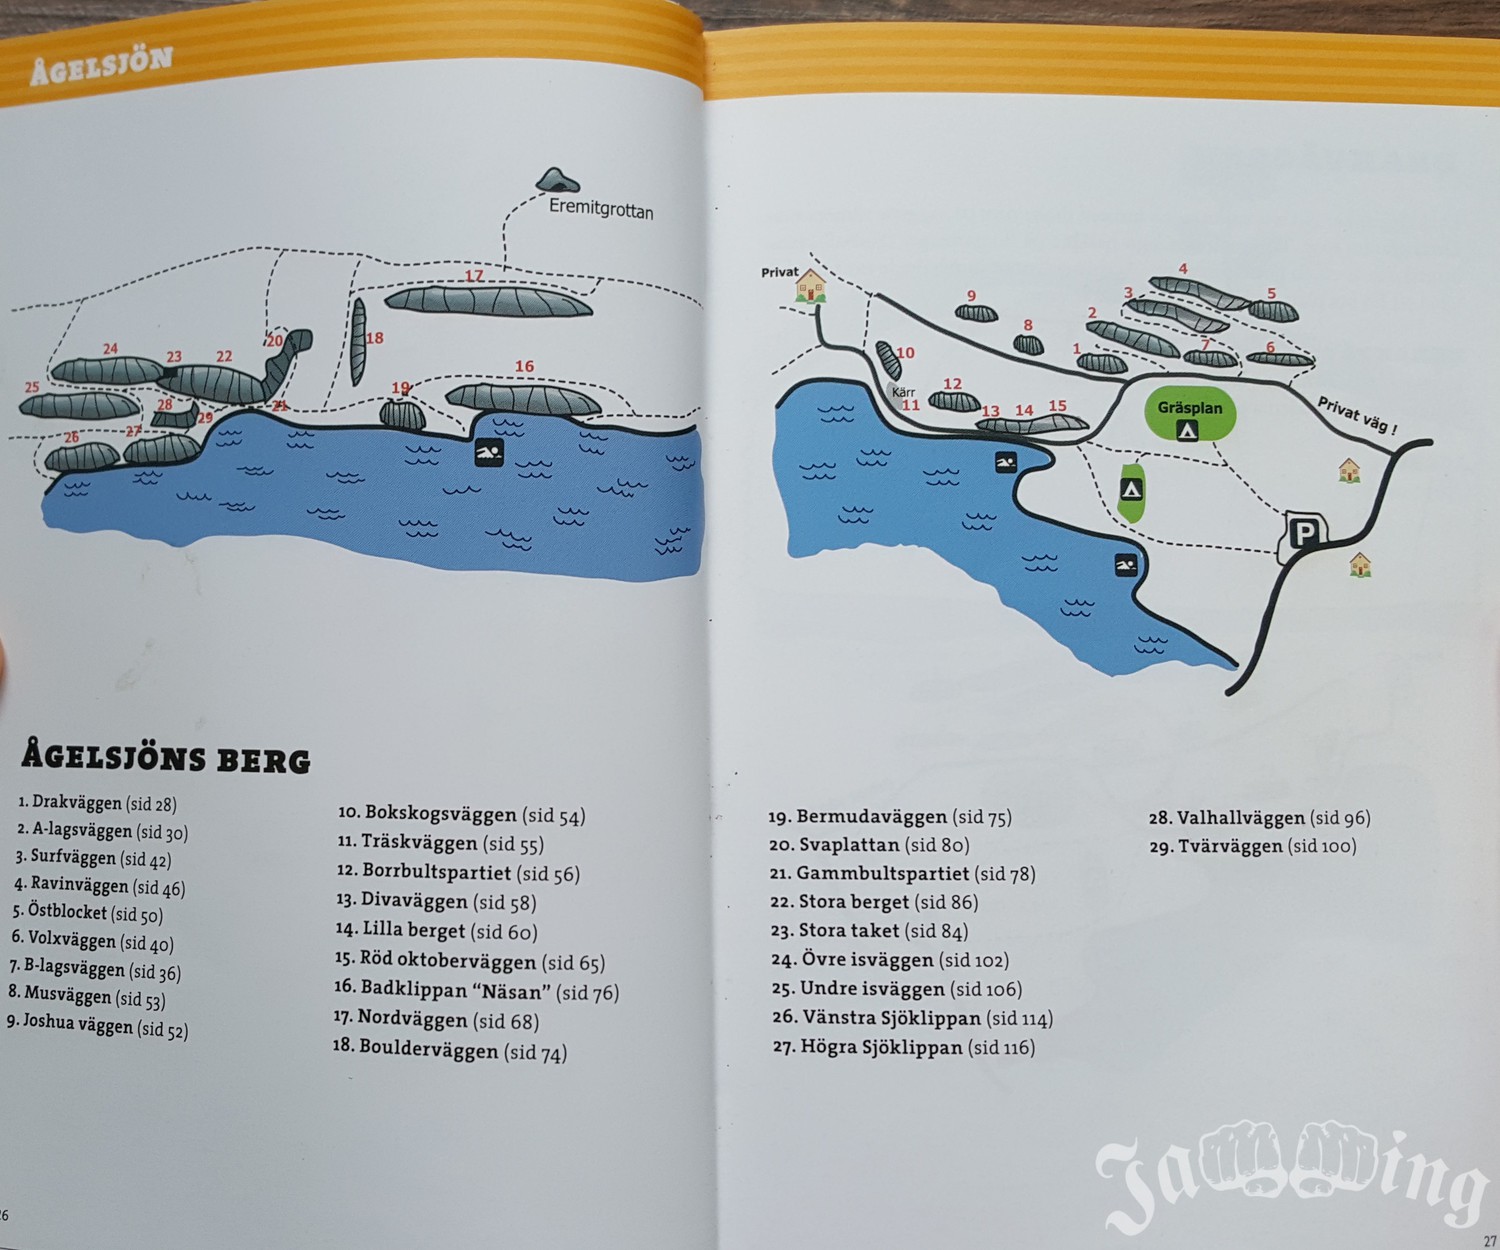 ÅGELSJÖN
Eremitgrottan
17
18
20
24
23
22
25
16
19
28
29
21
26
27
Privat
4
3
5
9
2
8
1
7
6
10
Kärr
11
12
13
14
15
Gräsplan
Privat väg !
P
ÅGELSJÖNS BERG
1. Drakväggen (sid 28)
2. A-lagsväggen (sid 30)
3. Surfväggen (sid 42)
4. Ravinväggen (sid 46)
5. Östblocket (sid 50)
6. Volxväggen (sid 40)
7. B-lagsväggen (sid 36)
8. Musväggen (sid 53)
9. Joshua väggen (sid 52)
10. Bokskogsväggen (sid 54)
11. Träskväggen (sid 55)
12. Borrbultspartiet (sid 56)
13. Divaväggen (sid 58)
14. Lilla berget (sid 60)
15. Röd oktoberväggen (sid 65)
16. Badklippan “Näsan” (sid 76)
17. Nordväggen (sid 68)
18. Boulderväggen (sid 74)
19. Bermudaväggen (sid 75)
20. Svaplattan (sid 80)
21. Gammbultspartiet (sid 78)
22. Stora berget (sid 86)
23. Stora taket (sid 84)
24. Övre isväggen (sid 102)
25. Undre isväggen (sid 106)
26. Vänstra Sjöklippan (sid 114)
27. Högra Sjöklippan (sid 116)
28. Valhallväggen (sid 96)
29. Tvärväggen (sid 100)
Jamming
26
27